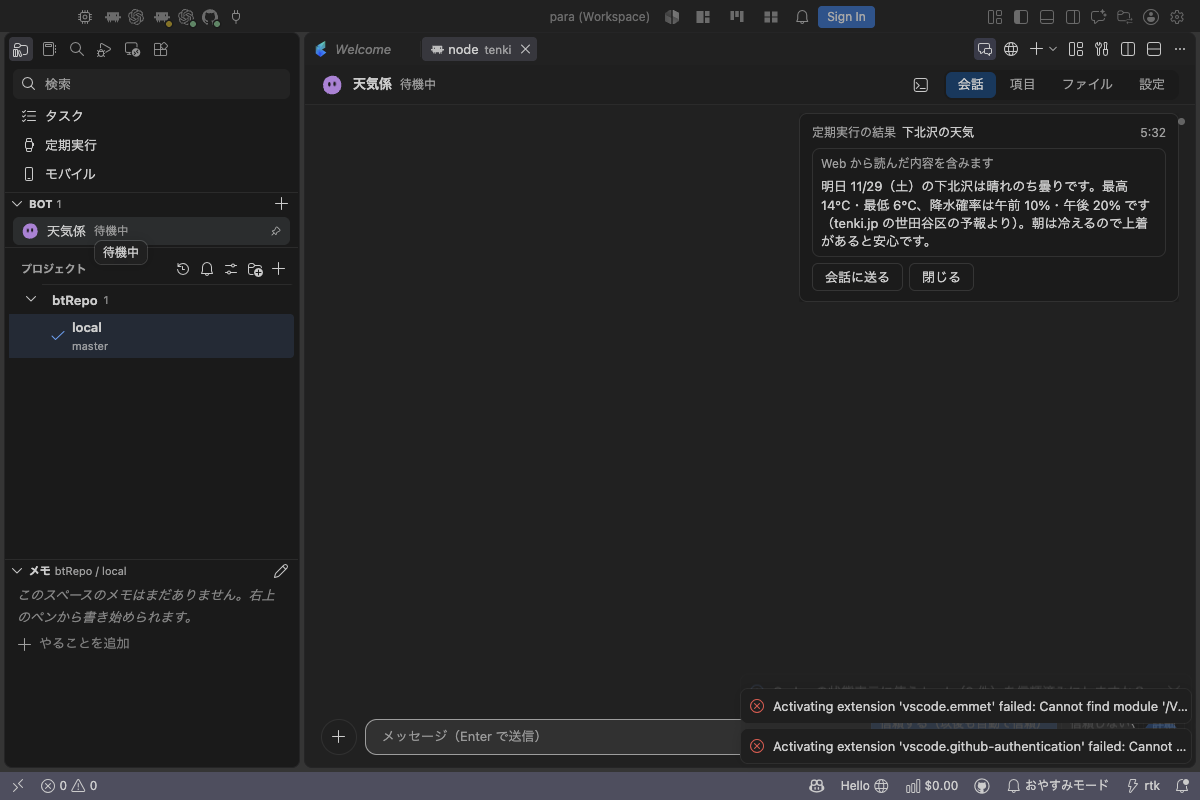 para (Workspace)
Sign In
Welcome
node tenki
検索
天気係 待機中
会話
項目
ファイル
設定
タスク
定期実行
モバイル
BOT 1
天気係 待機中
待機中
プロジェクト
btRepo 1
local
master
定期実行の結果 下北沢の天気 5:32
Web から読んだ内容を含みます
明日 11/29（土）の下北沢は晴れのち曇りです。最高
14°C・最低 6°C、降水確率は午前 10%・午後 20% です
（tenki.jp の世田谷区の予報より）。朝は冷えるので上着
があると安心です。
会話に送る
閉じる
メモ btRepo / local
このスペースのメモはまだありません。右上
のペンから書き始められます。
やることを追加
メッセージ（Enter で送信）
Activating extension 'vscode.emmet' failed: Cannot find module '/V...
Activating extension 'vscode.github-authentication' failed: Cannot ...
0 0
Hello
$0.00
おやすみモード
rtk